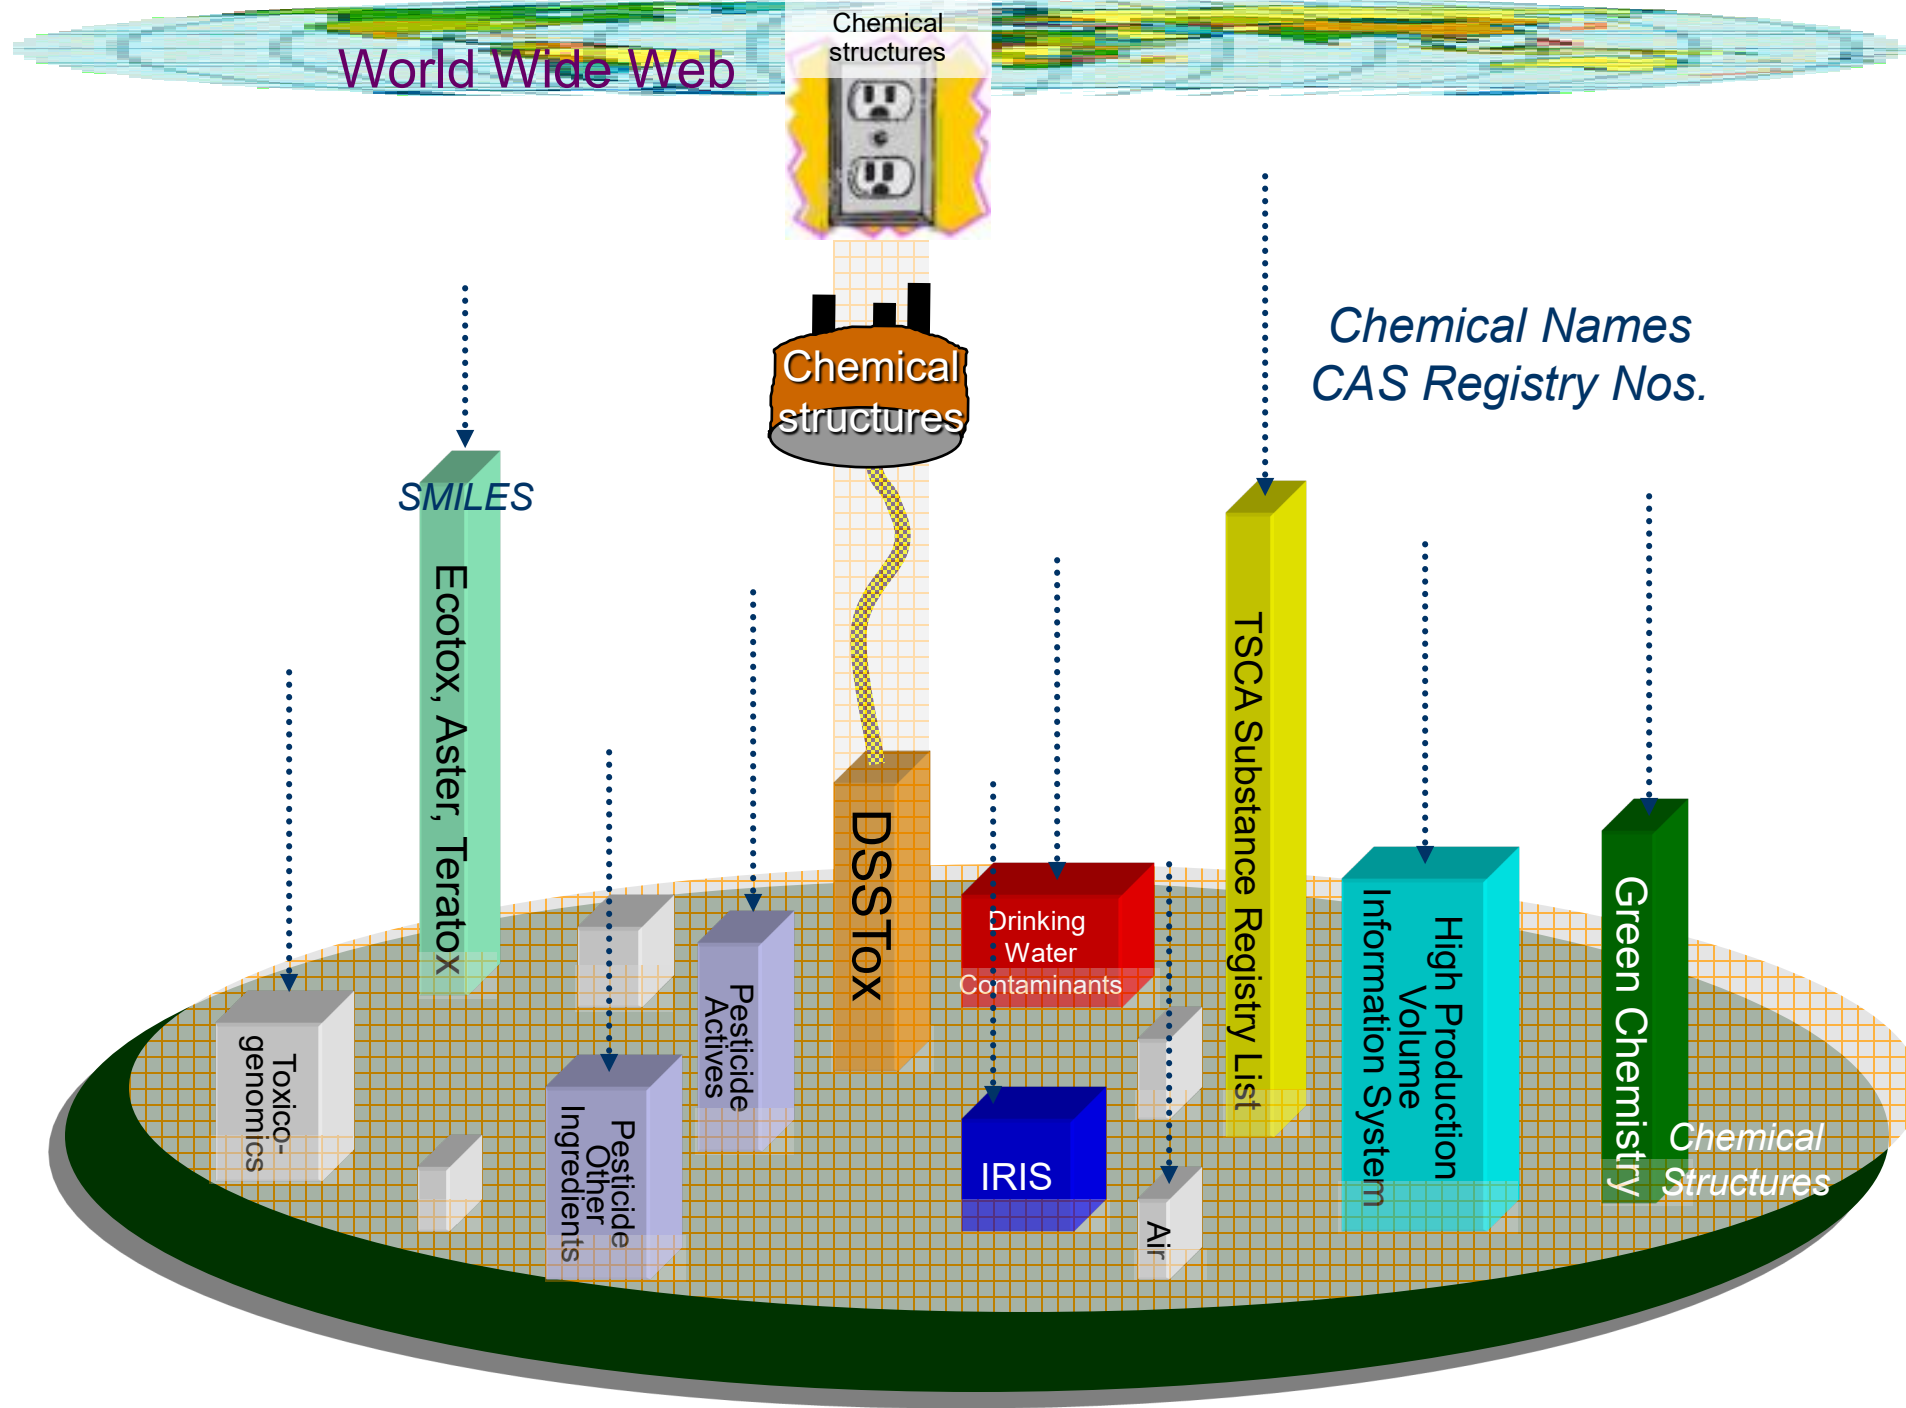 Chemical
structures
World Wide Web
Chemical
structures
Chemical Names
CAS Registry Nos.
SMILES
Ecotox, Aster, Teratox
TSCA Substance Registry List
DSSTox
Drinking
Water
Contaminants
High Production
Volume
Information System
Green Chemistry
Chemical
Structures
Pesticide
Actives
Toxico-
genomics
Pesticide
Other
Ingredients
IRIS
Air